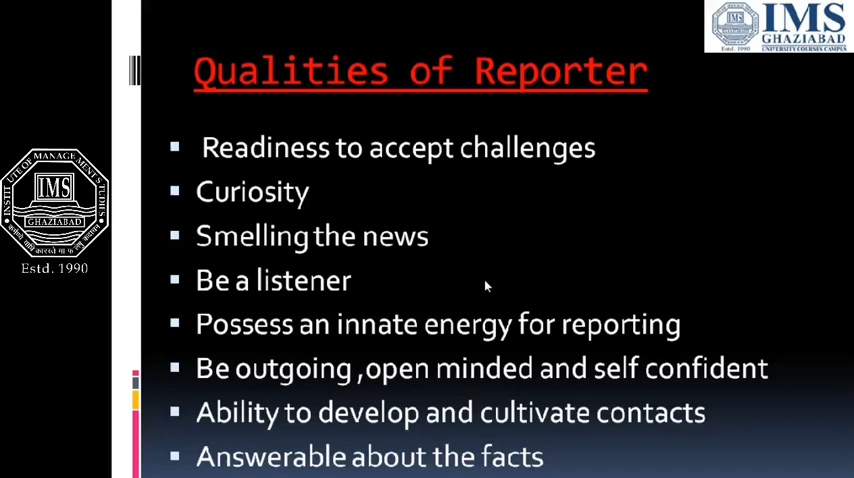 IMS
GHAZIABAD
Estd. 1990
UNIVERSITY COURSES CAMPUS
Qualities of Reporter
Readiness to accept challenges
Curiosity
INSTITUTE OF MANAGEMENT STUDIES
IMS
GHAZIABAD
Estd. 1990
Smelling the news
Be a listener
Possess an innate energy for reporting
Be outgoing ,open minded and self confident
Ability to develop and cultivate contacts
Answerable about the facts